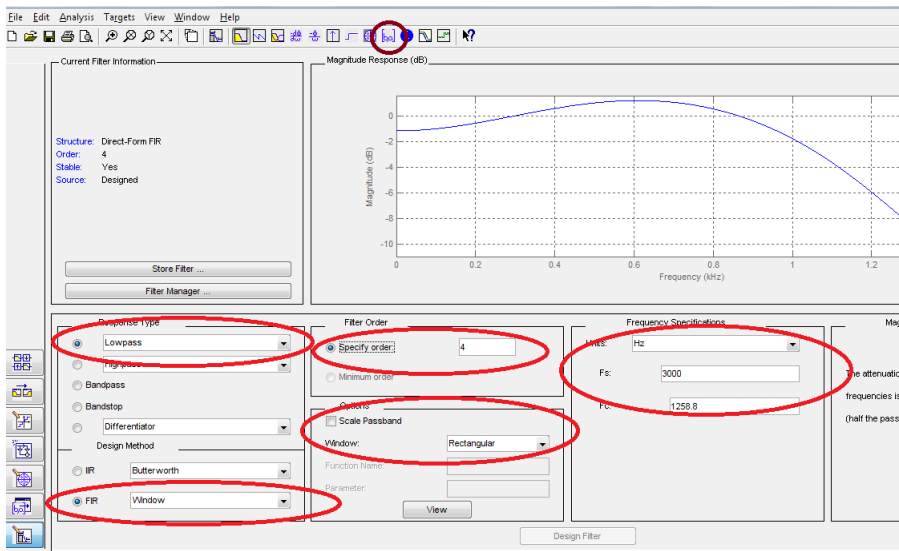 File Edit Analysis Targets View Window Help
Current Filter Information
Structure: Direct-Form FIR
Order: 4
Stable: Yes
Source: Designed
Store Filter ...
Filter Manager ...
Magnitude Response (dB)
Magnitude (dB)
0
-2
-4
-6
-8
-10
0 0.2 0.4 0.6 0.8 1 1.2
Frequency (kHz)
Response Type
Lowpass
Highpass
Bandpass
Bandstop
Differentiator
Design Method
IIR Butterworth
FIR Window
Filter Order
Specify order: 4
Minimum order
Options
Scale Passband
Window: Rectangular
Function Name:
Parameter:
View
Frequency Specifications
Units: Hz
Fs: 3000
Fc: 1258.8
Mag
The attenuatio
frequencies is
(half the pass
Design Filter